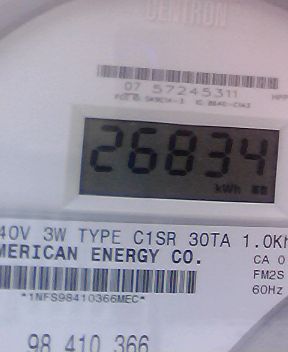 CENTRON
07 57245311
26834
kWh
40V 3W TYPE C1SR 30TA 1.0Kh
MERICAN ENERGY CO.
CA 0
FM2S
60Hz
*1NFS98410366MEC*
98 410 366